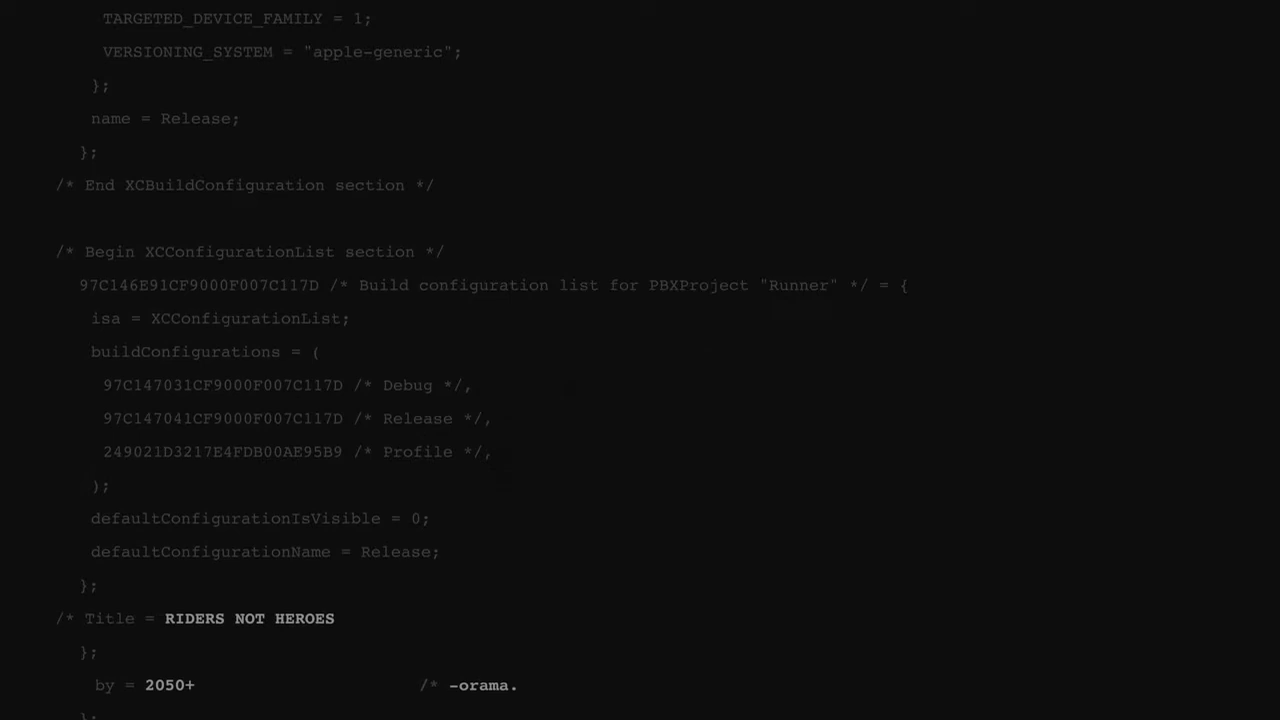 TARGETED_DEVICE_FAMILY = 1;
VERSIONING_SYSTEM = "apple-generic";
};
name = Release;
};
/* End XCBuildConfiguration section */
/* Begin XCConfigurationList section */
97C146E91CF9000F007C117D /* Build configuration list for PBXProject "Runner" */ = {
isa = XCConfigurationList;
buildConfigurations = (
97C147031CF9000F007C117D /* Debug */,
97C147041CF9000F007C117D /* Release */,
249021D3217E4FDB00AE95B9 /* Profile */,
);
defaultConfigurationIsVisible = 0;
defaultConfigurationName = Release;
};
/* Title = RIDERS NOT HEROES
};
by = 2050+ /* -orama.
};